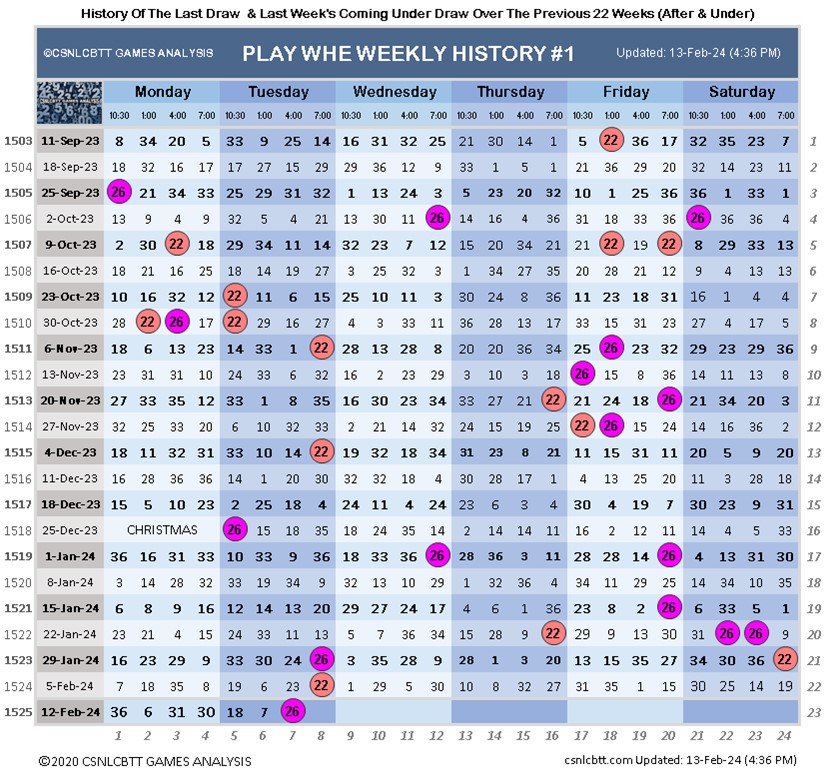 History Of The Last Draw & Last Week's Coming Under Draw Over The Previous 22 Weeks (After & Under)
©CSNLCBTT GAMES ANALYSIS PLAY WHE WEEKLY HISTORY #1 Updated: 13-Feb-24 (4:36 PM)
Monday Tuesday Wednesday Thursday Friday Saturday
CSNLCBTT GAMES ANALYSIS
10:30 1:00 4:00 7:00 10:30 1:00 4:00 7:00 10:30 1:00 4:00 7:00 10:30 1:00 4:00 7:00 10:30 1:00 4:00 7:00 10:30 1:00 4:00 7:00
1503 11-Sep-23 8 34 20 5 33 9 25 14 16 31 32 25 21 30 14 1 5 22 36 17 32 35 23 7 1
1504 18-Sep-23 18 32 16 17 17 27 15 29 29 36 12 9 33 1 5 11 21 36 29 20 32 14 23 11 2
1505 25-Sep-23 26 21 34 33 25 29 31 32 1 13 24 3 5 23 20 2 10 1 25 36 36 1 33 1 3
1506 2-Oct-23 13 9 4 9 32 5 4 21 13 30 11 26 14 16 4 36 31 18 33 36 26 36 36 4 4
1507 9-Oct-23 2 30 22 18 29 34 11 14 32 23 7 12 15 20 34 21 21 22 19 22 8 29 33 13 5
1508 16-Oct-23 18 21 16 25 18 14 19 27 3 25 32 3 1 34 27 35 20 28 21 12 9 4 13 13 6
1509 23-Oct-23 10 16 32 12 22 11 6 15 25 10 11 3 30 24 8 36 11 23 18 31 16 1 4 4 7
1510 30-Oct-23 28 22 26 17 22 29 16 27 4 3 33 11 36 28 13 17 33 15 31 23 27 4 17 5 8
1511 6-Nov-23 18 6 16 23 14 33 1 22 28 13 28 8 20 20 36 34 25 26 23 32 29 23 29 36 9
1512 13-Nov-23 23 31 31 10 24 33 6 32 16 2 23 29 3 10 3 18 26 15 8 36 14 11 13 8 10
1513 20-Nov-23 27 33 35 12 33 1 8 35 16 30 23 34 33 27 21 22 21 24 18 26 21 34 20 3 11
1514 27-Nov-23 32 25 33 20 6 10 32 33 2 21 14 32 24 15 19 25 22 26 11 33 14 16 36 2 12
1515 4-Dec-23 18 11 32 31 33 10 14 22 19 32 18 34 31 23 8 21 11 15 31 11 20 5 9 20 13
1516 11-Dec-23 16 28 36 36 14 1 20 30 32 32 18 4 30 28 17 1 4 13 25 20 11 3 28 18 14
1517 18-Dec-23 15 5 10 23 2 25 18 4 24 11 4 24 23 6 3 4 30 4 19 7 30 23 9 31 15
1518 25-Dec-23 CHRISTMAS 26 15 18 35 18 24 35 14 2 14 14 11 16 2 12 11 14 4 5 33 16
1519 1-Jan-24 36 16 31 33 10 33 9 36 18 33 36 26 28 36 3 11 28 28 14 26 4 13 31 30 17
1520 8-Jan-24 3 14 28 32 33 19 34 9 32 13 10 29 1 32 36 4 34 11 29 25 14 34 10 35 18
1521 15-Jan-24 6 8 9 16 12 14 13 20 29 27 24 17 4 6 1 36 23 8 2 26 6 33 5 1 19
1522 22-Jan-24 23 21 4 15 24 33 11 13 5 7 36 34 15 28 9 22 29 9 13 30 31 26 26 9 20
1523 29-Jan-24 16 23 29 9 33 30 24 26 3 35 28 9 28 1 3 20 13 15 35 27 34 30 36 22 21
1524 5-Feb-24 7 18 35 8 19 6 23 22 1 29 5 30 10 8 32 27 31 35 1 15 30 25 14 19 22
1525 12-Feb-24 36 6 31 30 18 7 26 23
1 2 3 4 5 6 7 8 9 10 11 12 13 14 15 16 17 18 19 20 21 22 23 24
©2020 CSNLCBTT GAMES ANALYSIS csnlcbtt.com Updated: 13-Feb-24 (4:36 PM)